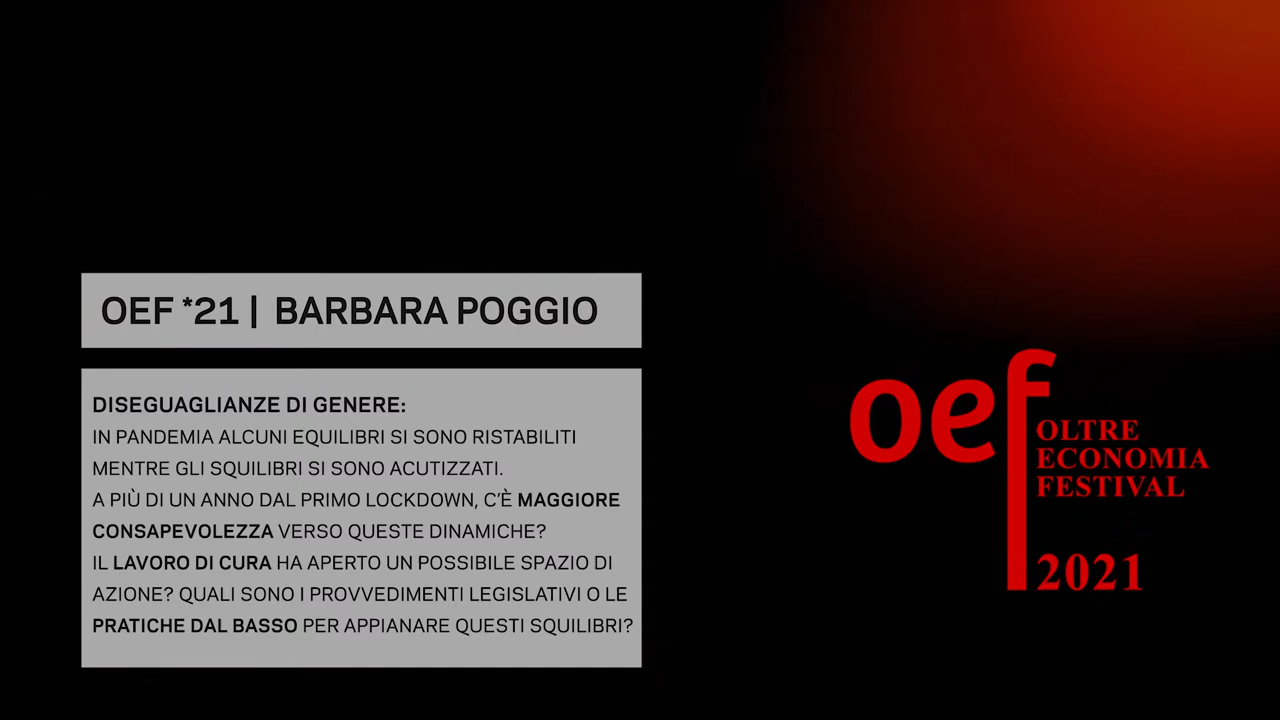 OEF *21 | BARBARA POGGIO
DISEGUAGLIANZE DI GENERE:
IN PANDEMIA ALCUNI EQUILIBRI SI SONO RISTABILITI
MENTRE GLI SQUILIBRI SI SONO ACUTIZZATI.
A PIÙ DI UN ANNO DAL PRIMO LOCKDOWN, C'È MAGGIORE
CONSAPEVOLEZZA VERSO QUESTE DINAMICHE?
IL LAVORO DI CURA HA APERTO UN POSSIBILE SPAZIO DI
AZIONE? QUALI SONO I PROVVEDIMENTI LEGISLATIVI O LE
PRATICHE DAL BASSO PER APPIANARE QUESTI SQUILIBRI?
oef
OLTRE
ECONOMIA
FESTIVAL
2021